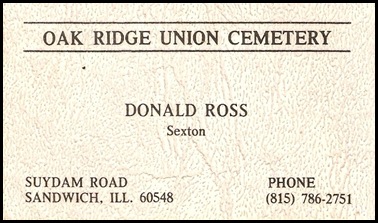 OAK RIDGE UNION CEMETERY
DONALD ROSS
Sexton
SUYDAM ROAD
SANDWICH, ILL. 60548
PHONE
(815) 786-2751